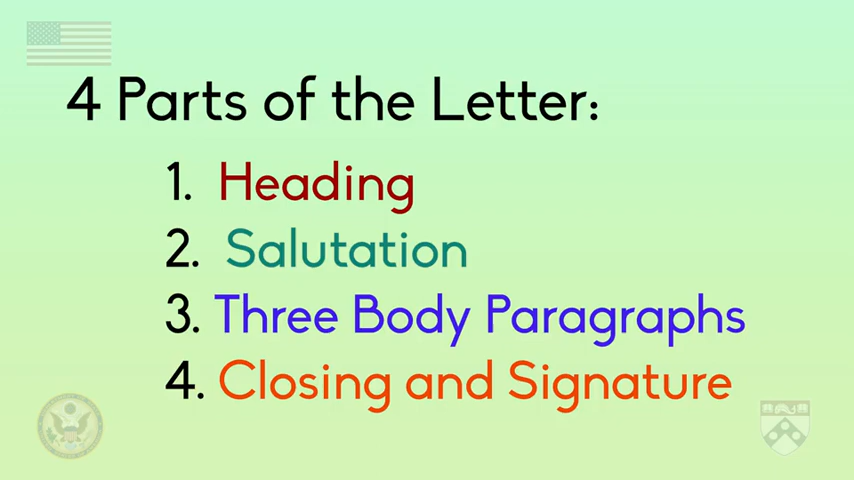 4 Parts of the Letter:
1. Heading
2. Salutation
3. Three Body Paragraphs
4. Closing and Signature